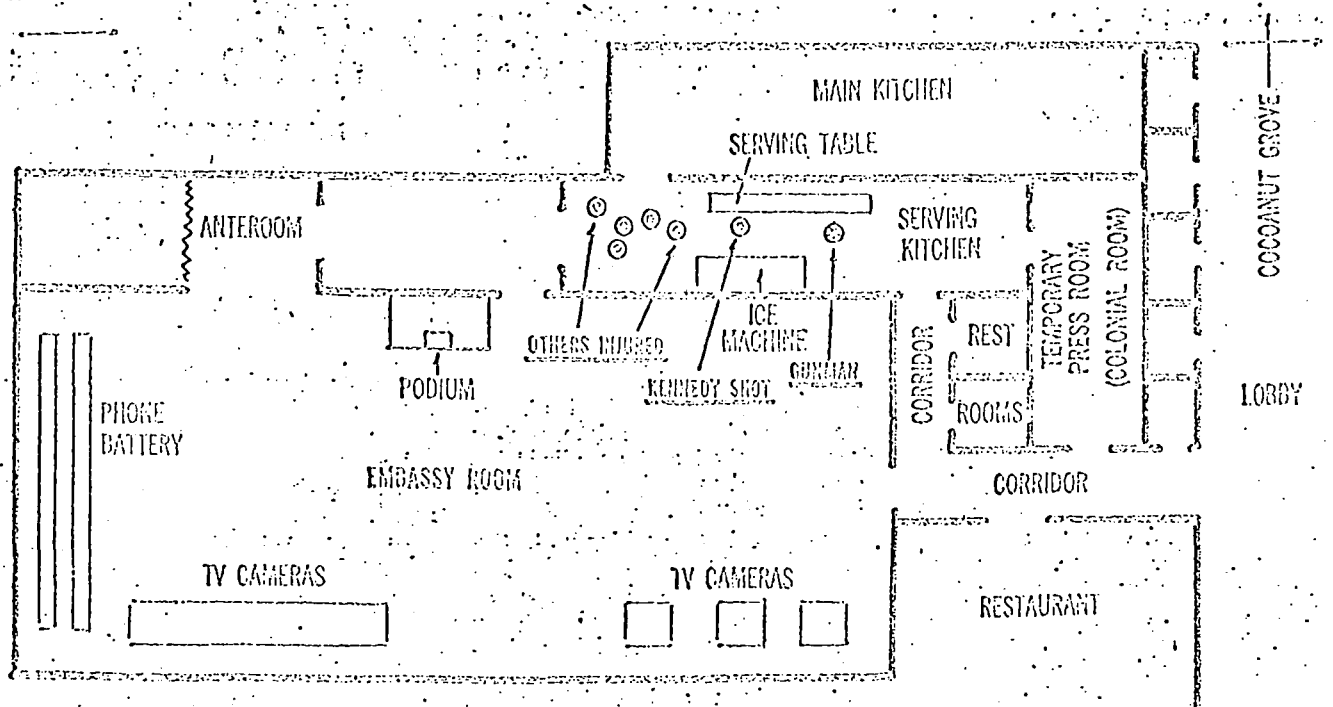 MAIN KITCHEN
SERVING TABLE
COCOANUT GROVE
ANTEROOM
SERVING
KITCHEN
TEMPORARY
PRESS ROOM
(COLONIAL ROOM)
OTHERS INJURED
ICE
MACHINE
KENNEDY SHOT
GUNMAN
CORRIDOR
REST
ROOMS
PODIUM
PHONE
BATTERY
LOBBY
EMBASSY ROOM
CORRIDOR
TV CAMERAS
TV CAMERAS
RESTAURANT